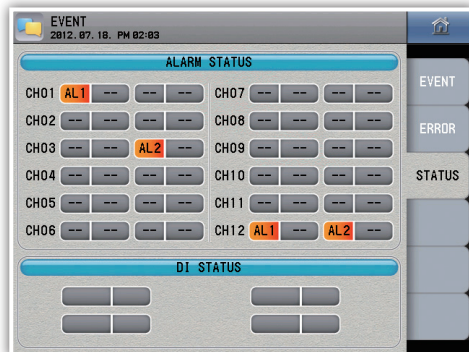 EVENT
2012.07.18. PM 02:03
ALARM STATUS
CH01 AL1 -- -- --
CH02 -- -- -- --
CH03 -- -- AL2 --
CH04 -- -- -- --
CH05 -- -- -- --
CH06 -- -- -- --
CH07 -- -- -- --
CH08 -- -- -- --
CH09 -- -- -- --
CH10 -- -- -- --
CH11 -- -- -- --
CH12 AL1 -- AL2 --
DI STATUS
EVENT
ERROR
STATUS